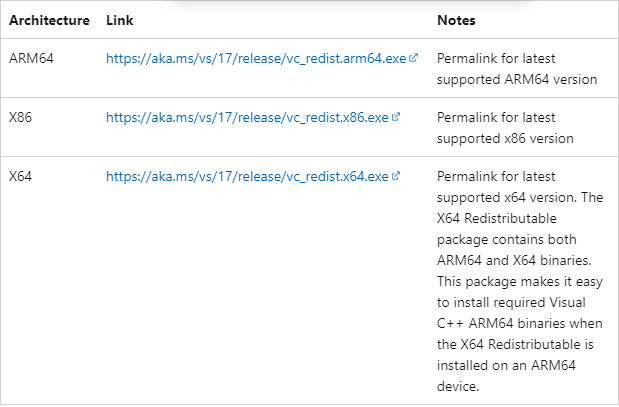 Architecture Link Notes
ARM64 https://aka.ms/vs/17/release/vc_redist.arm64.exe Permalink for latest
supported ARM64 version
X86 https://aka.ms/vs/17/release/vc_redist.x86.exe Permalink for latest
supported x86 version
X64 https://aka.ms/vs/17/release/vc_redist.x64.exe Permalink for latest
supported x64 version. The
X64 Redistributable
package contains both
ARM64 and X64 binaries.
This package makes it easy
to install required Visual
C++ ARM64 binaries when
the X64 Redistributable is
installed on an ARM64
device.